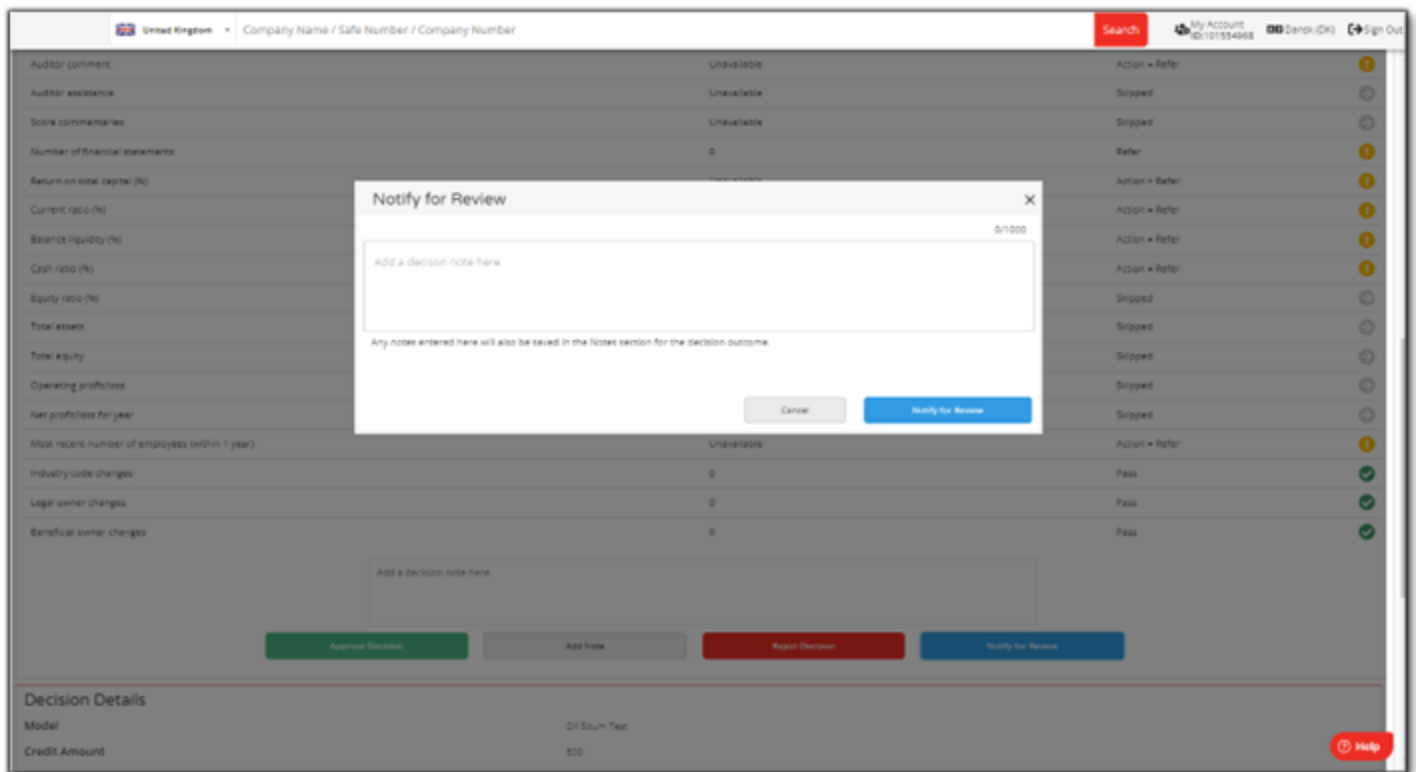 United Kingdom Company Name / Safe Number / Company Number Search My Account ID:101554968 Dansk (DK) Sign Out
Auditor comment Unavailable Action = Refer
Auditor assistance Unavailable Skipped
Score commentaries Unavailable Skipped
Number of financial statements 0 Refer
Return on total capital (%) Unavailable Action = Refer
Current ratio (%) Action = Refer
Balance liquidity (%) Action = Refer
Cash ratio (%) Action = Refer
Equity ratio (%) Skipped
Total assets Skipped
Total equity Skipped
Operating profit/loss Skipped
Net profit/loss for year Skipped
Notify for Review
0/1000
Add a decision note here
Any notes entered here will also be saved in the Notes section for the decision outcome.
Cancel Notify for Review
Most recent number of employees (within 1 year) Unavailable Action = Refer
Industry code changes 0 Pass
Legal owner changes 0 Pass
Beneficial owner changes 0 Pass
Add a decision note here
Approve Decision Add Note Reject Decision Notify for Review
Decision Details
Model Test
Credit Amount 500
Help